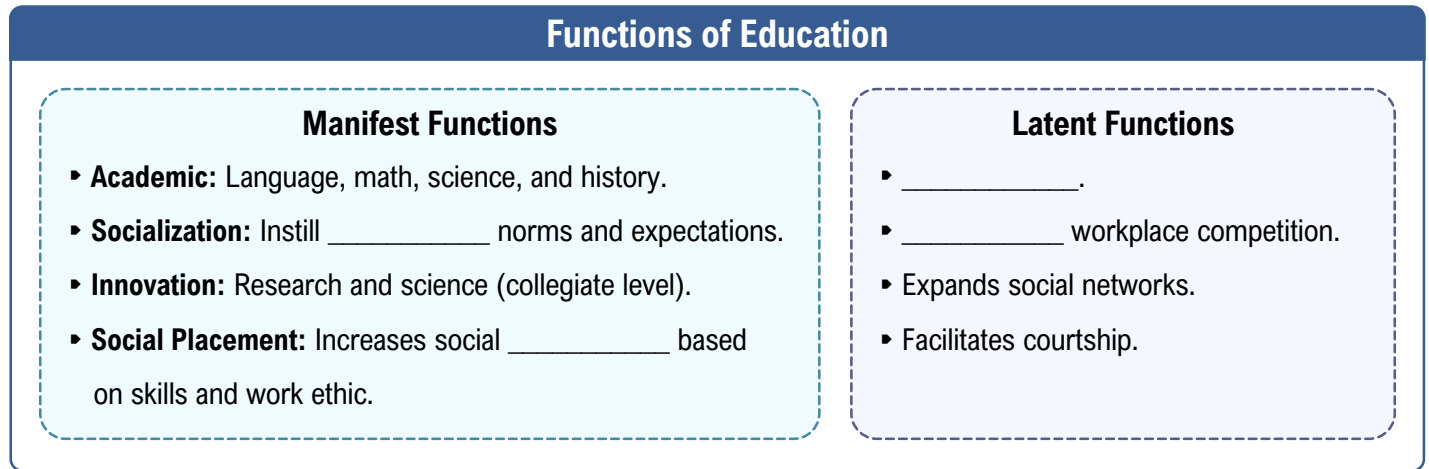 Functions of Education
Manifest Functions
‣ Academic: Language, math, science, and history.
‣ Socialization: Instill ___________ norms and expectations.
‣ Innovation: Research and science (collegiate level).
‣ Social Placement: Increases social ___________ based
on skills and work ethic.
Latent Functions
‣ ____________.
‣ ___________ workplace competition.
‣ Expands social networks.
‣ Facilitates courtship.